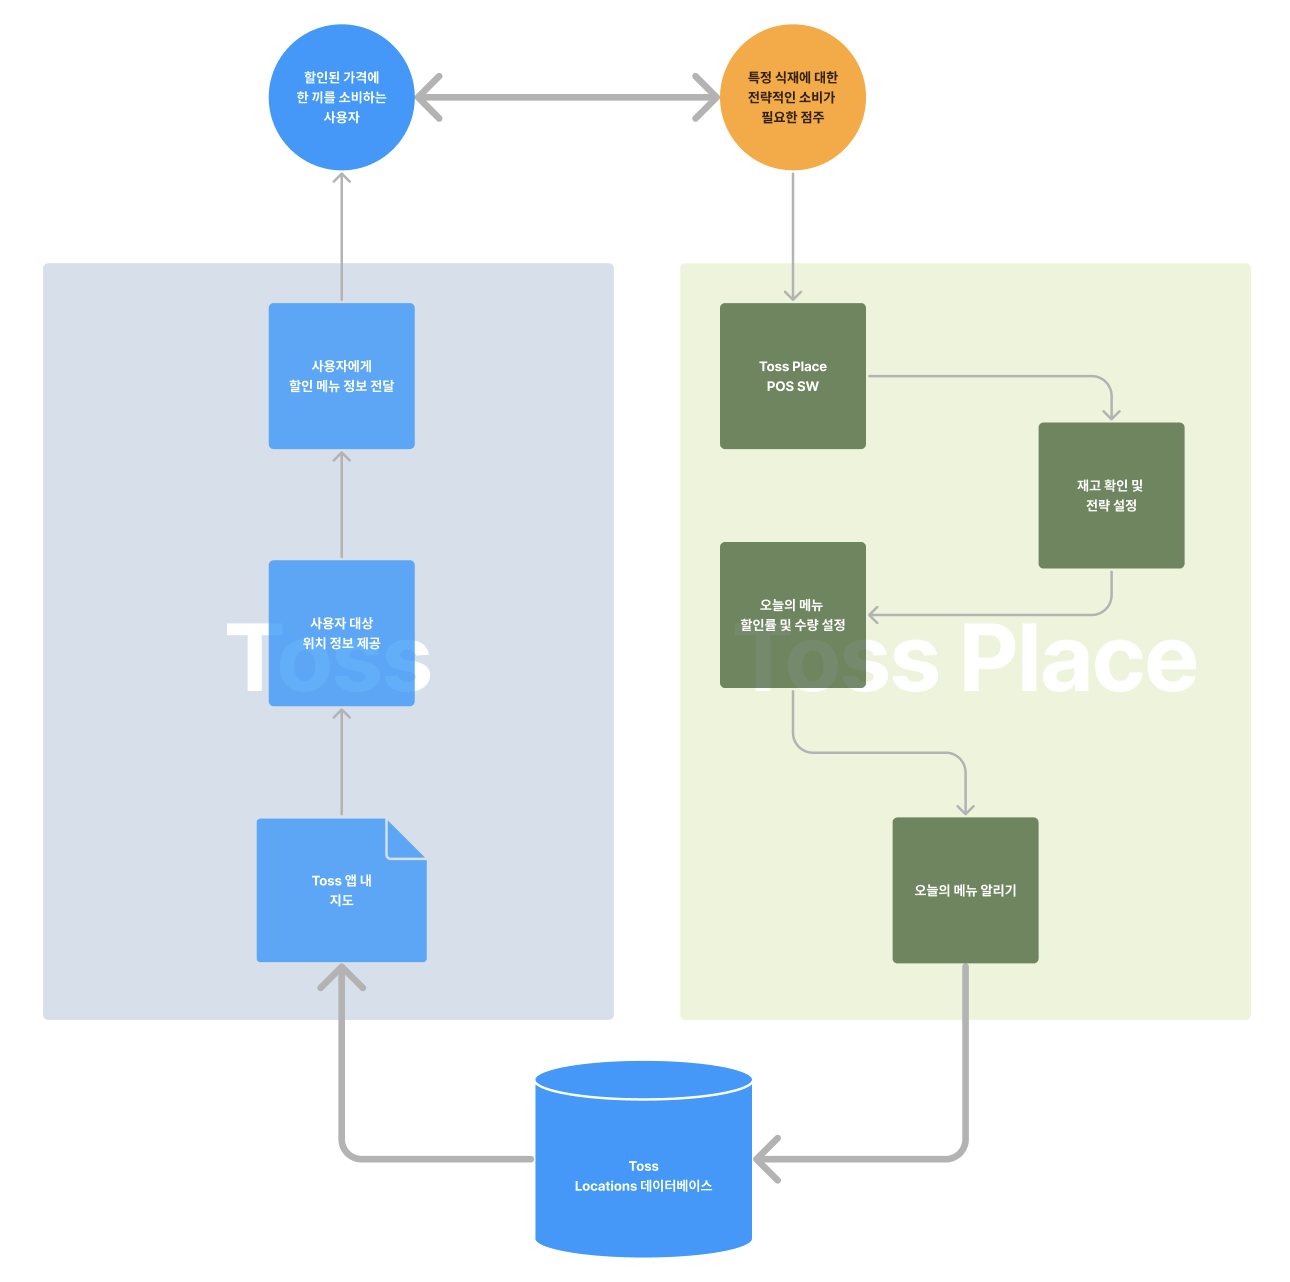 할인된 가격에
한 끼를 소비하는
사용자
특정 식재에 대한
전략적인 소비가
필요한 점주
사용자에게
할인 메뉴 정보 전달
Toss Place
POS SW
재고 확인 및
전략 설정
사용자 대상
위치 정보 제공
Toss
오늘의 메뉴
할인률 및 수량 설정
Toss Place
Toss 앱 내
지도
오늘의 메뉴 알리기
Toss
Locations 데이터베이스